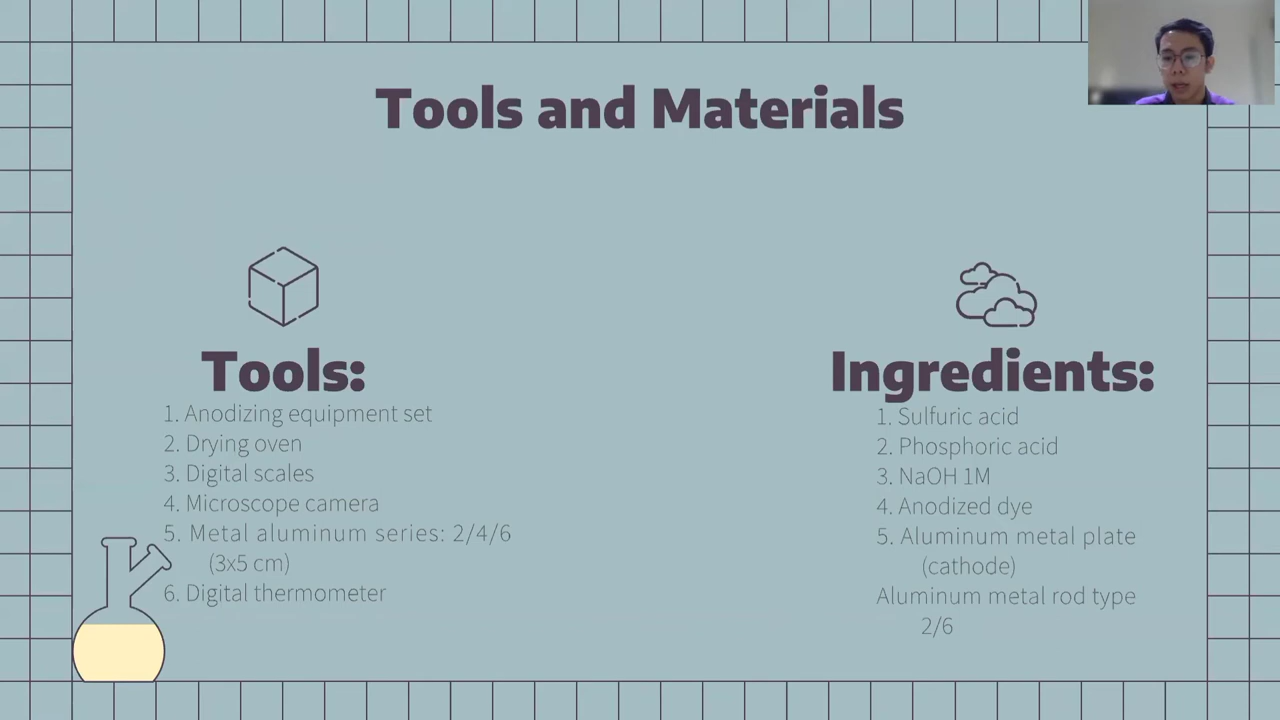 Tools and Materials
Tools:
1. Anodizing equipment set
2. Drying oven
3. Digital scales
4. Microscope camera
5. Metal aluminum series: 2/4/6
(3x5 cm)
6. Digital thermometer
Ingredients:
1. Sulfuric acid
2. Phosphoric acid
3. NaOH 1M
4. Anodized dye
5. Aluminum metal plate
(cathode)
Aluminum metal rod type
2/6